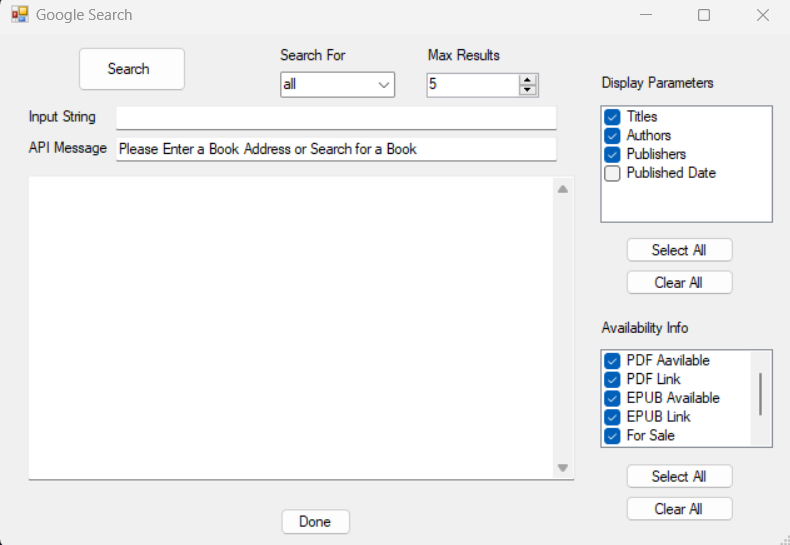 Google Search
Search
Search For
all
Max Results
5
Input String
API Message Please Enter a Book Address or Search for a Book
Display Parameters
Titles
Authors
Publishers
Published Date
Select All
Clear All
Availability Info
PDF Aavilable
PDF Link
EPUB Available
EPUB Link
For Sale
Select All
Clear All
Done